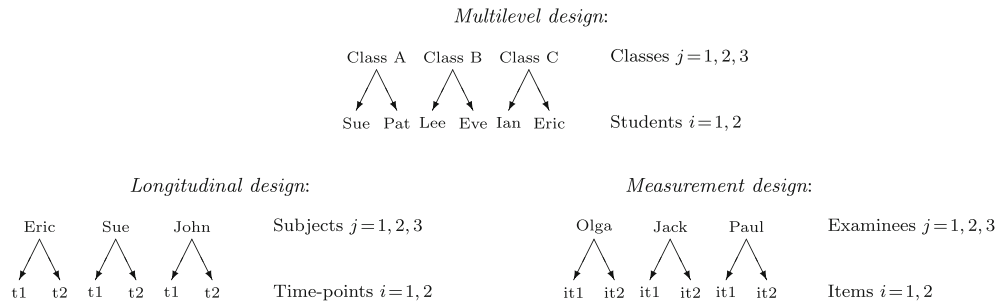 Multilevel design:
Class A Class B Class C Classes j=1, 2, 3
Sue Pat Lee Eve Ian Eric Students i=1, 2
Longitudinal design:
Eric Sue John Subjects j=1, 2, 3
t1 t2 t1 t2 t1 t2 Time-points i=1, 2
Measurement design:
Olga Jack Paul Examinees j=1, 2, 3
it1 it2 it1 it2 it1 it2 Items i=1, 2